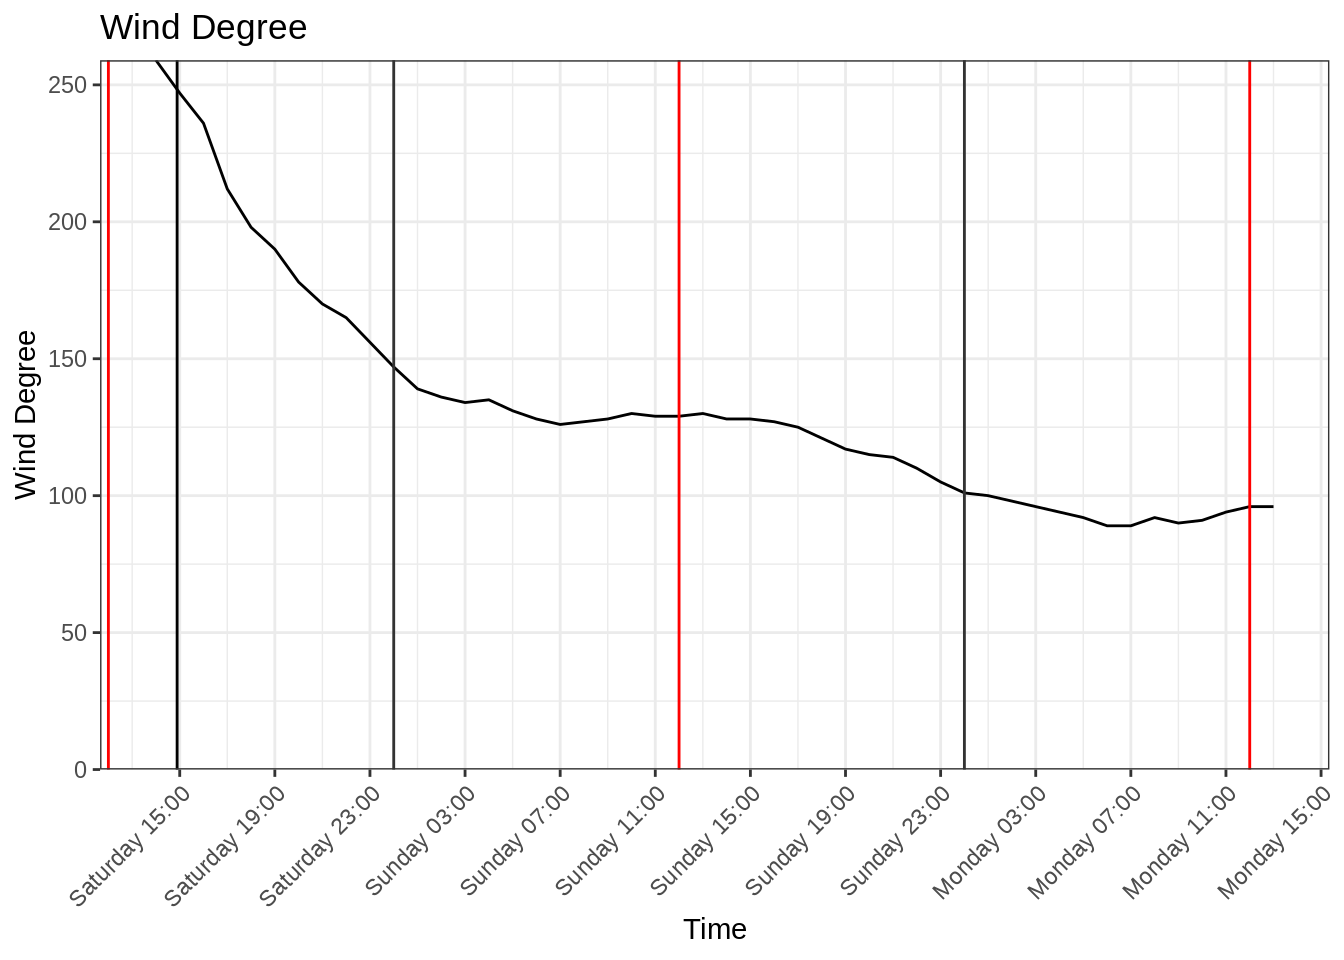 Wind Degree
Wind Degree
250
200
150
100
50
0
Saturday 15:00
Saturday 19:00
Saturday 23:00
Sunday 03:00
Sunday 07:00
Sunday 11:00
Sunday 15:00
Sunday 19:00
Sunday 23:00
Monday 03:00
Monday 07:00
Monday 11:00
Monday 15:00
Time